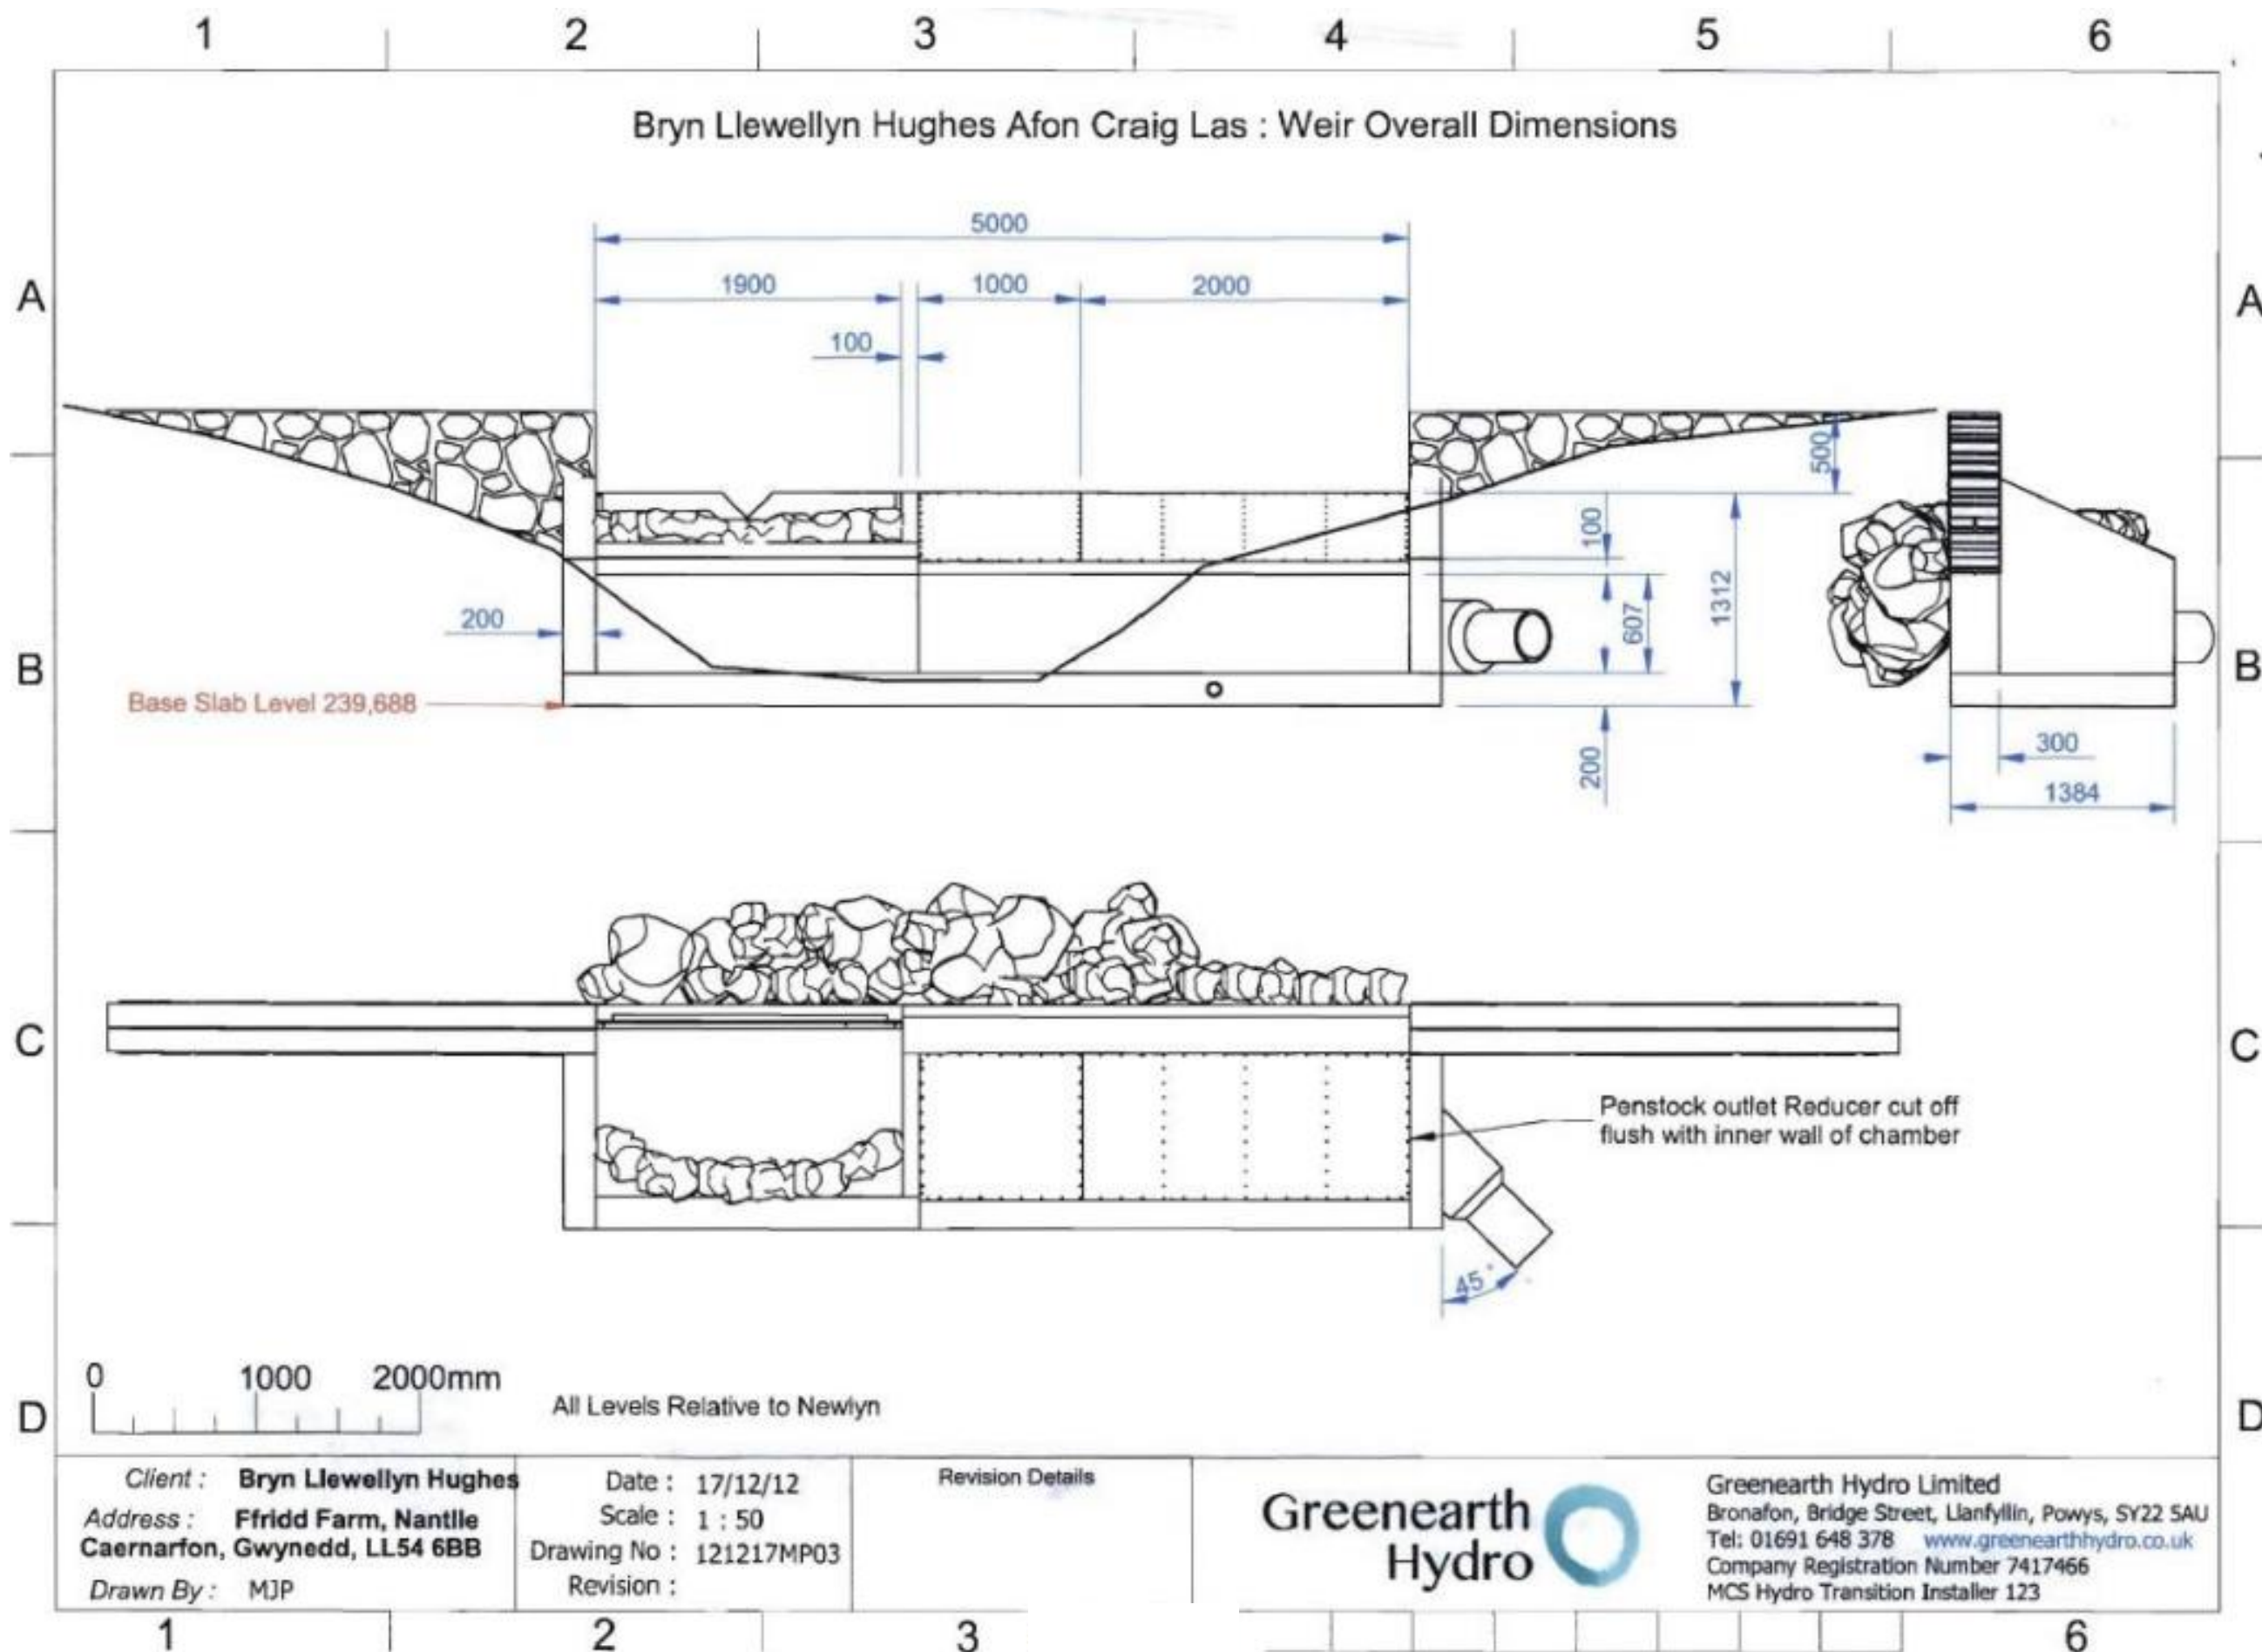 1 2 3 4 5 6
Bryn Llewellyn Hughes Afon Craig Las : Weir Overall Dimensions
5000
1900 1000 2000
100
A A
500
100
200 607 1312
B B
Base Slab Level 239,688
200
300
1384
C C
Penstock outlet Reducer cut off
flush with inner wall of chamber
45°
0 1000 2000mm
All Levels Relative to Newlyn
D D
Client : Bryn Llewellyn Hughes
Address : Ffridd Farm, Nantlle
Caernarfon, Gwynedd, LL54 6BB
Drawn By : MJP
Date : 17/12/12
Scale : 1 : 50
Drawing No : 121217MP03
Revision :
Revision Details
Greenearth
Hydro
Greenearth Hydro Limited
Bronafon, Bridge Street, Llanfyllin, Powys, SY22 5AU
Tel: 01691 648 378 www.greenearthhydro.co.uk
Company Registration Number 7417466
MCS Hydro Transition Installer 123
1 2 3 6